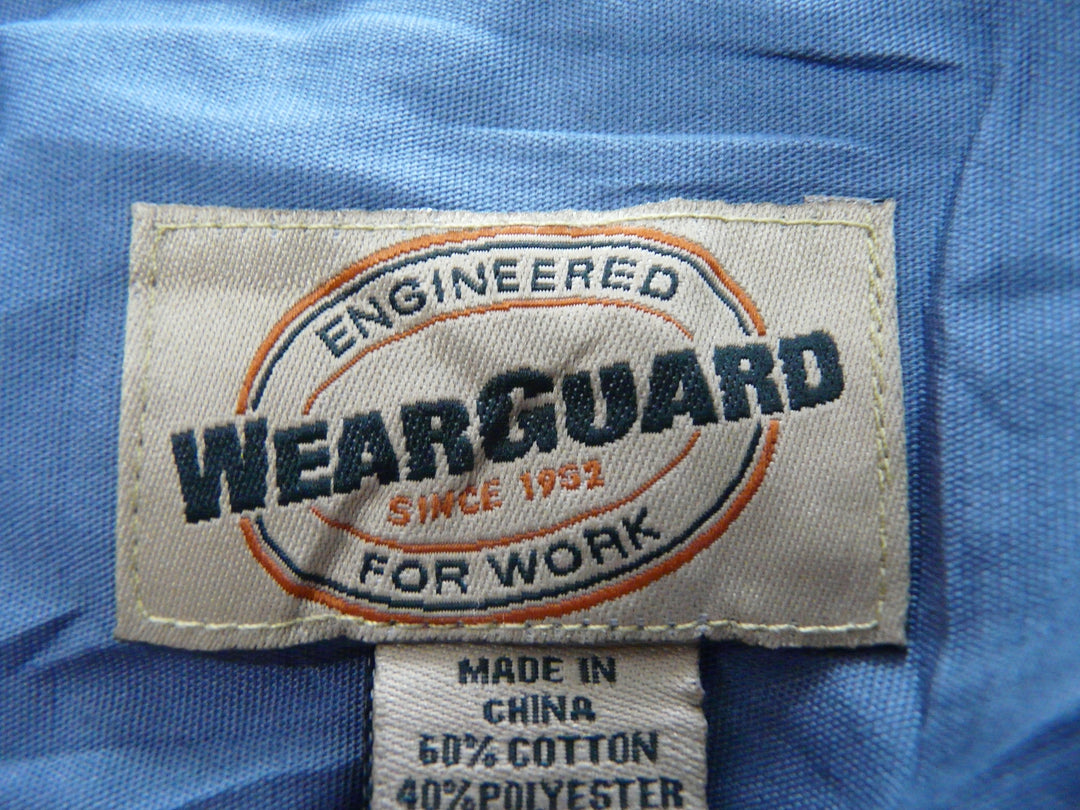 ENGINEERED
WEARGUARD
SINCE 1952
FOR WORK
MADE IN
CHINA
60% COTTON
40% POLYESTER